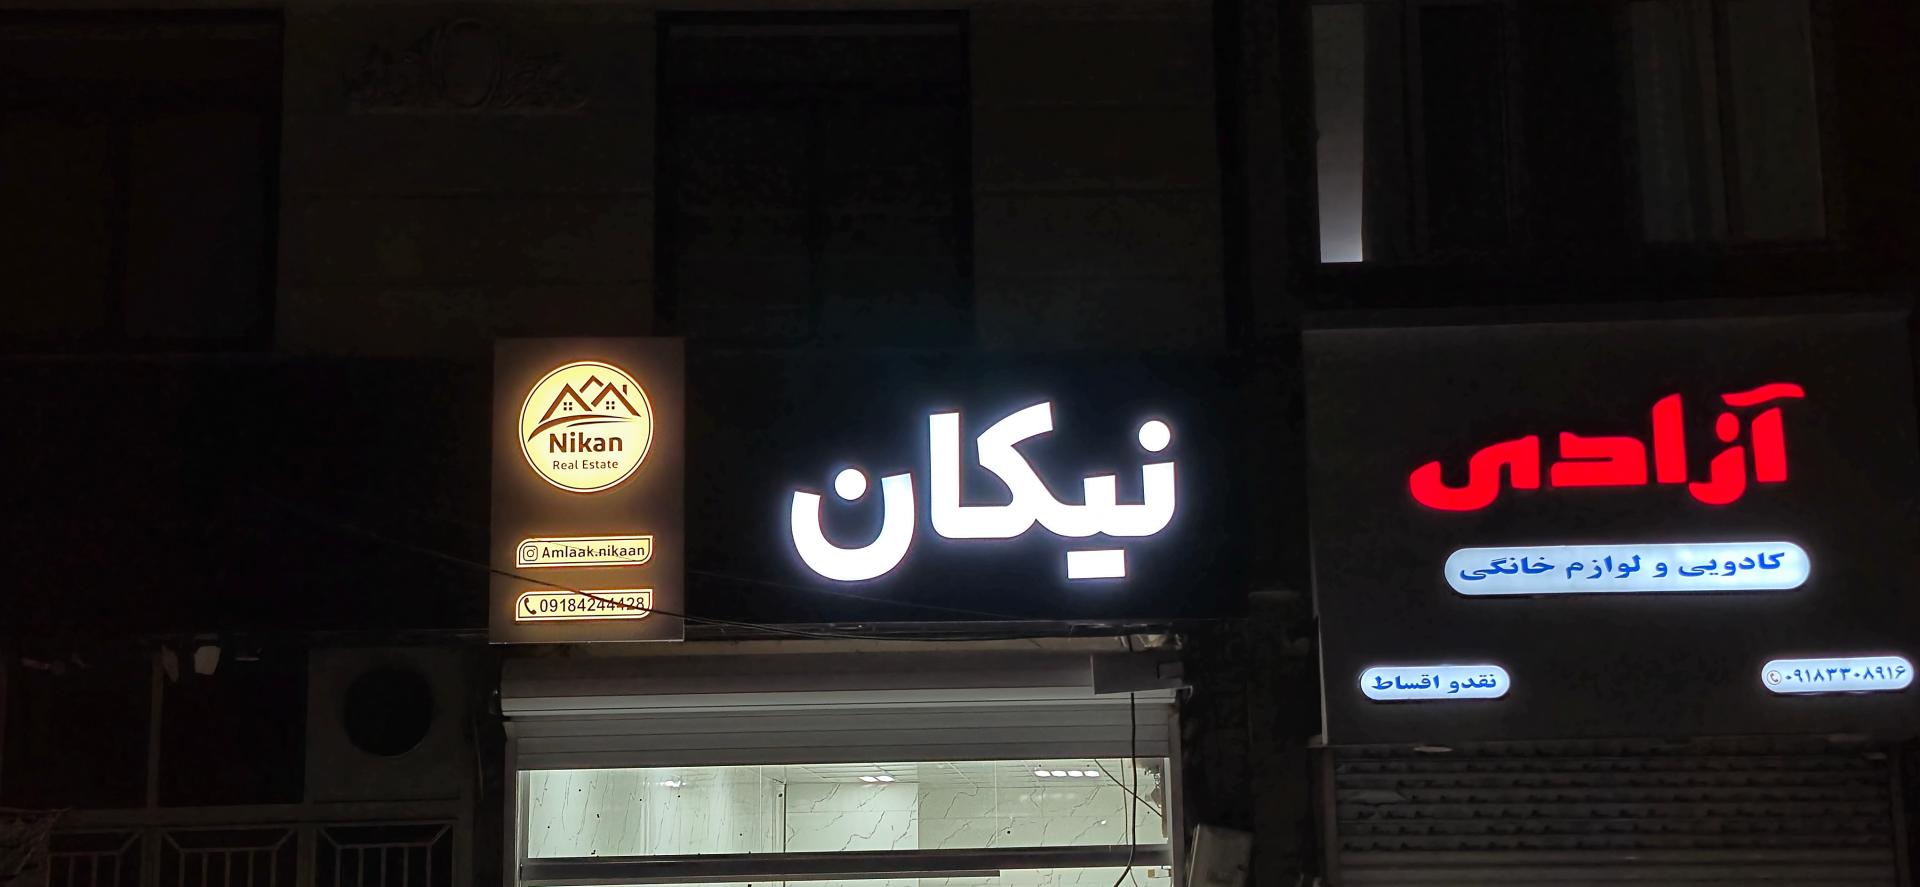 Nikan
Real Estate
Amlaak.nikaan
09184244428
نیکان
آزادی
کادویی و لوازم خانگی
نقدو اقساط
۰۹۱۸۳۳۰۸۹۱۶